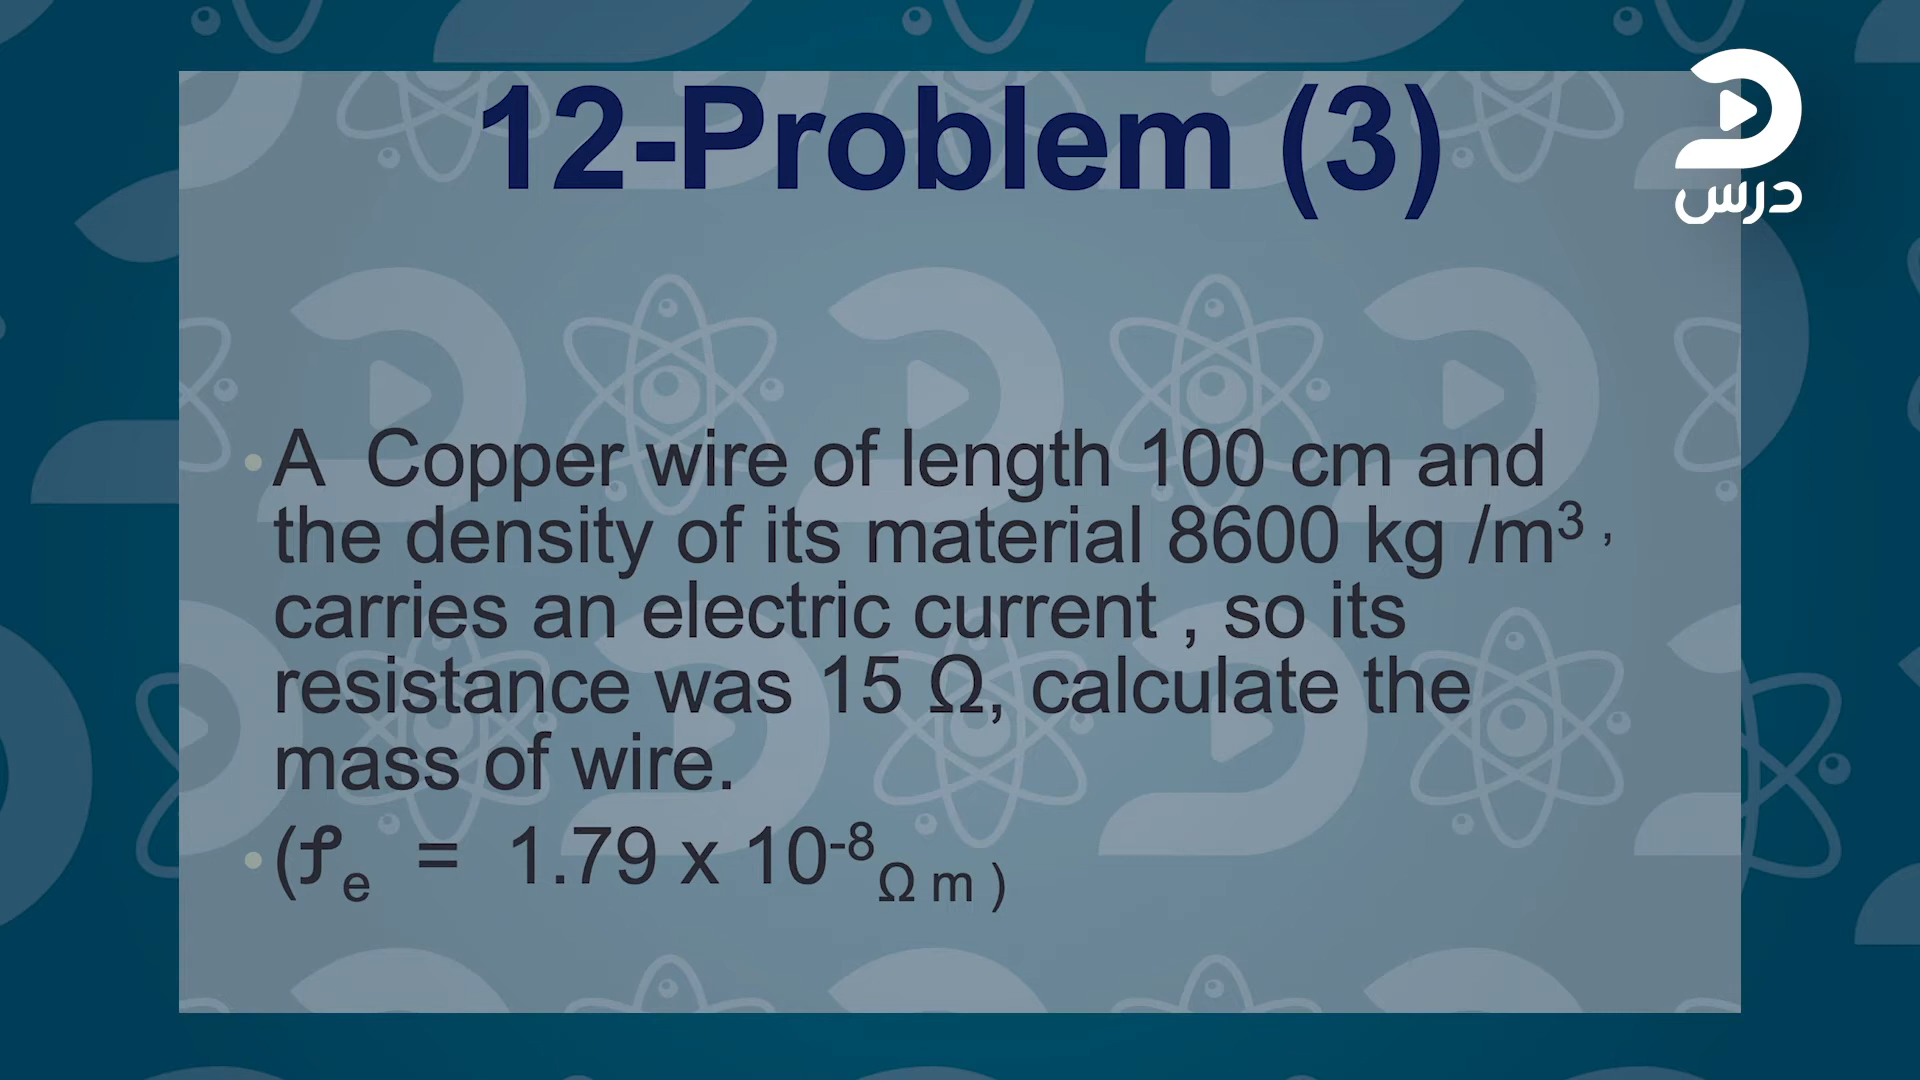 12-Problem (3)
درس
A Copper wire of length 100 cm and
the density of its material 8600 kg /m³ ,
carries an electric current , so its
resistance was 15 Ω, calculate the
mass of wire.
(ƥₑ = 1.79 x 10⁻⁸ Ω m )